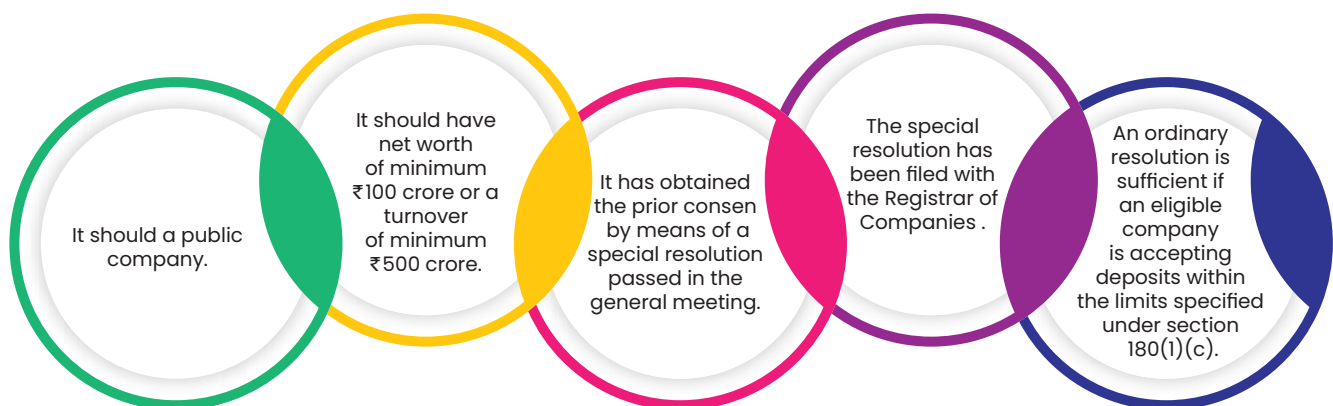 It should a public
company.
It should have
net worth
of minimum
₹100 crore or a
turnover
of minimum
₹500 crore.
It has obtained
the prior consen
by means of a
special resolution
passed in the
general meeting.
The special
resolution has
been filed with
the Registrar of
Companies .
An ordinary
resolution is
sufficient if
an eligible
company
is accepting
deposits within
the limits specified
under section
180(1)(c).